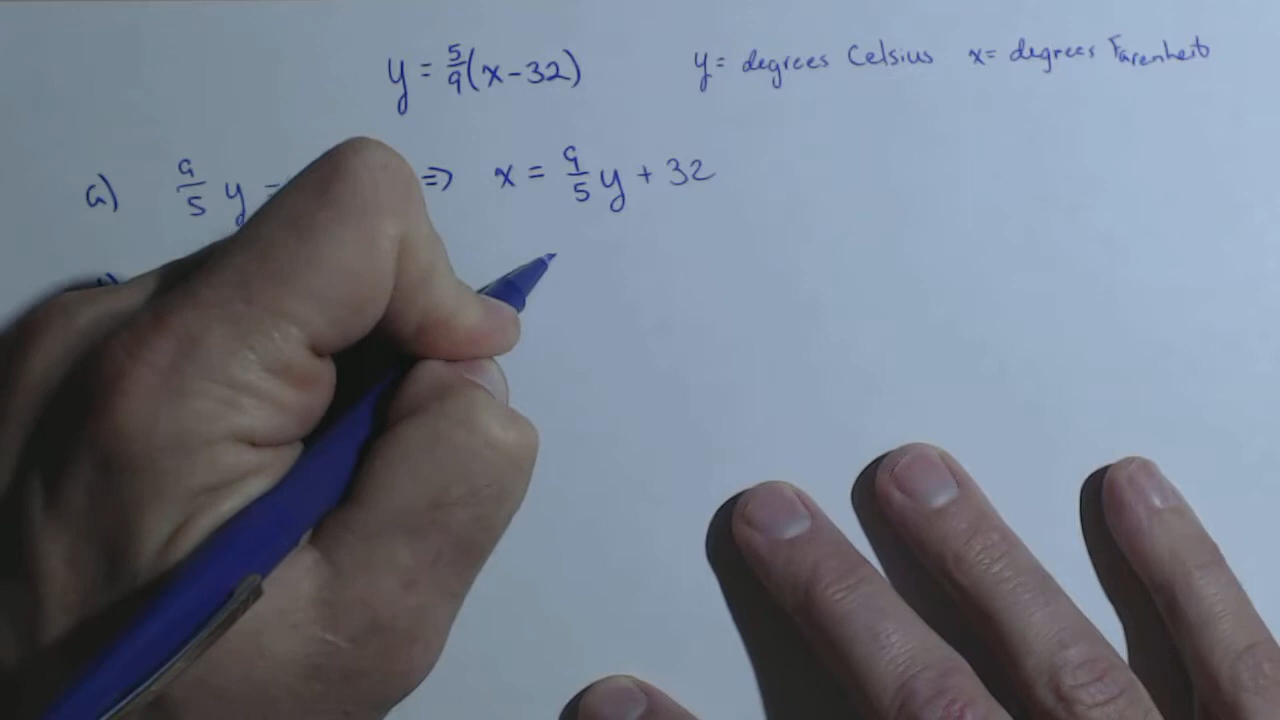 y = 5/9(x-32) y= degrees Celsius x= degrees Farenheit
a) 9/5 y = ⇒ x = 9/5 y + 32